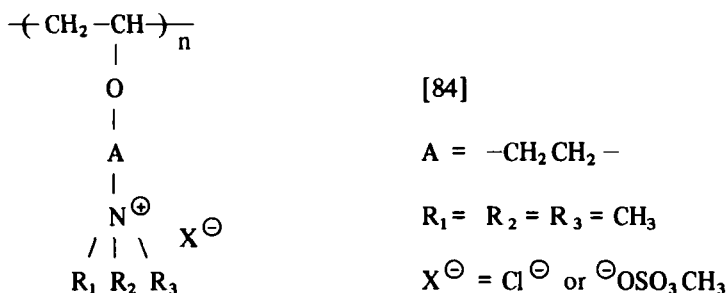 -(CH₂-CH)-n
O
[84]
A
A = -CH₂CH₂-
N⊕
X⊖
R₁= R₂ = R₃ = CH₃
R₁ R₂ R₃
X⊖ = Cl⊖ or ⊖OSO₃CH₃